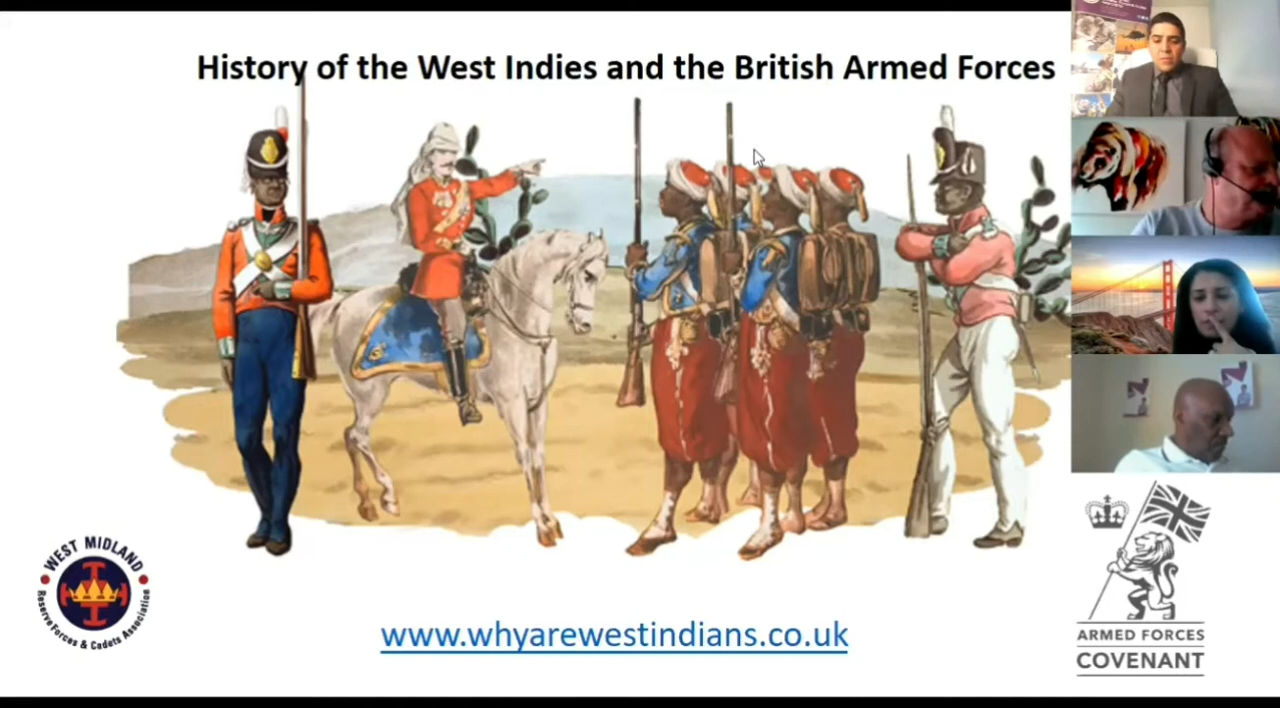 History of the West Indies and the British Armed Forces
WEST MIDLAND
Reserve Forces & Cadets Association
www.whyarewestindians.co.uk
ARMED FORCES
COVENANT